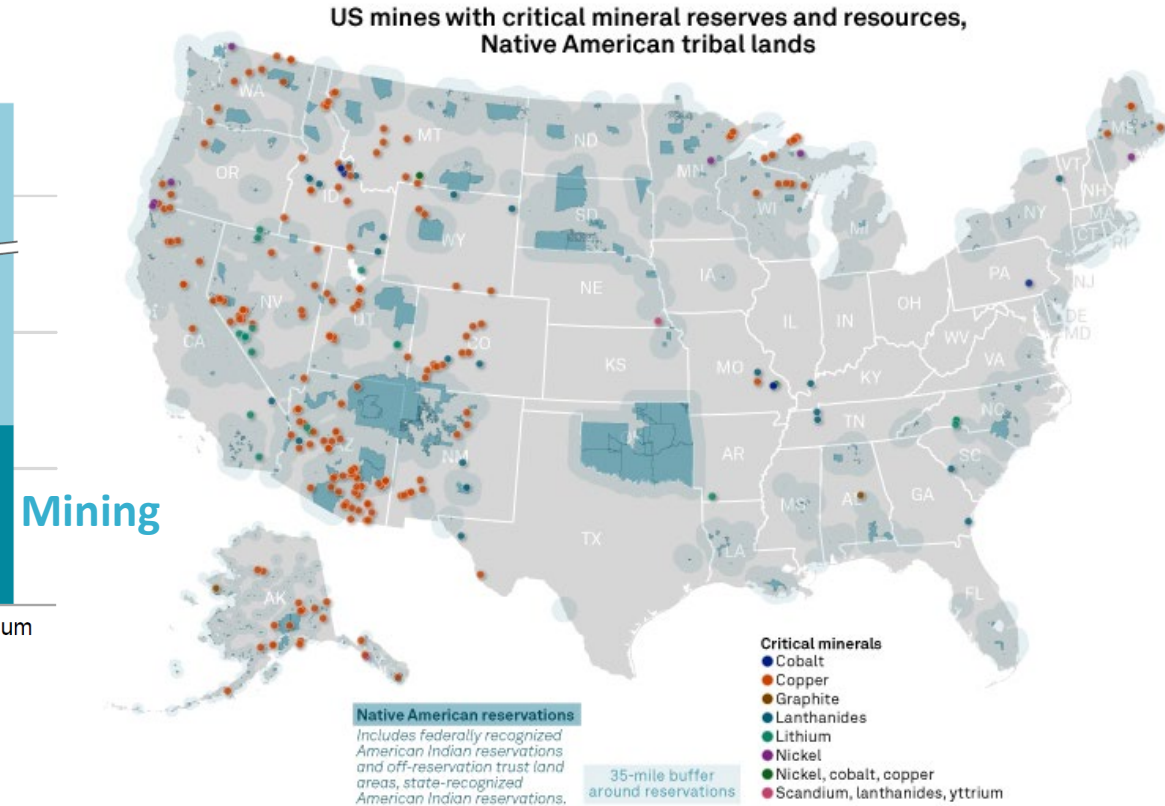 US mines with critical mineral reserves and resources,
Native American tribal lands
WA
MT
ND
MN
ME
VT
NH
OR
ID
SD
WI
MI
NY
MA
CT
RI
WY
IA
PA
NJ
NE
NV
UT
CO
IL
IN
OH
DE
MD
WV
CA
KS
MO
KY
VA
AZ
NM
TN
NC
AR
SC
MS
AL
GA
Mining
TX
LA
AK
FL
um
Critical minerals
Cobalt
Copper
Graphite
Lanthanides
Lithium
Nickel
Nickel, cobalt, copper
Scandium, lanthanides, yttrium
Native American reservations
Includes federally recognized
American Indian reservations
and off-reservation trust land
areas, state-recognized
American Indian reservations.
35-mile buffer
around reservations